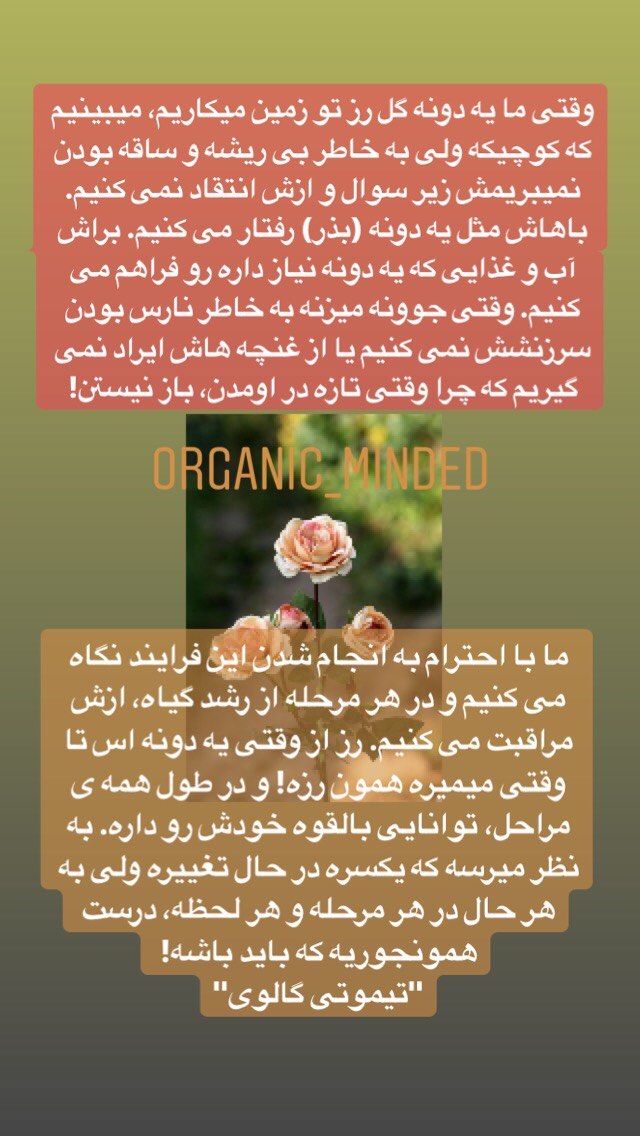 وقتی ما یه دونه گل رز تو زمین میکاریم، میبینیم
که کوچیکه ولی به خاطر بی ریشه و ساقه بودن
نمیبریمش زیر سوال و ازش انتقاد نمی کنیم.
باهاش مثل یه دونه (بذر) رفتار می کنیم. براش
آب و غذایی که یه دونه نیاز داره رو فراهم می
کنیم. وقتی جوونه میزنه به خاطر نارس بودن
سرزنشش نمی کنیم یا از غنچه هاش ایراد نمی
گیریم که چرا وقتی تازه در اومدن، باز نیستن!
ORGANIC_MINDED
ما با احترام به انجام شدن این فرایند نگاه
می کنیم و در هر مرحله از رشد گیاه، ازش
مراقبت می کنیم. رز از وقتی یه دونه اس تا
وقتی میمیره همون رزه! و در طول همه ی
مراحل، توانایی بالقوه خودش رو داره. به
نظر میرسه که یکسره در حال تغییره ولی به
هر حال در هر مرحله و هر لحظه، درست
همونجوریه که باید باشه!
"تیموتی گالوی"